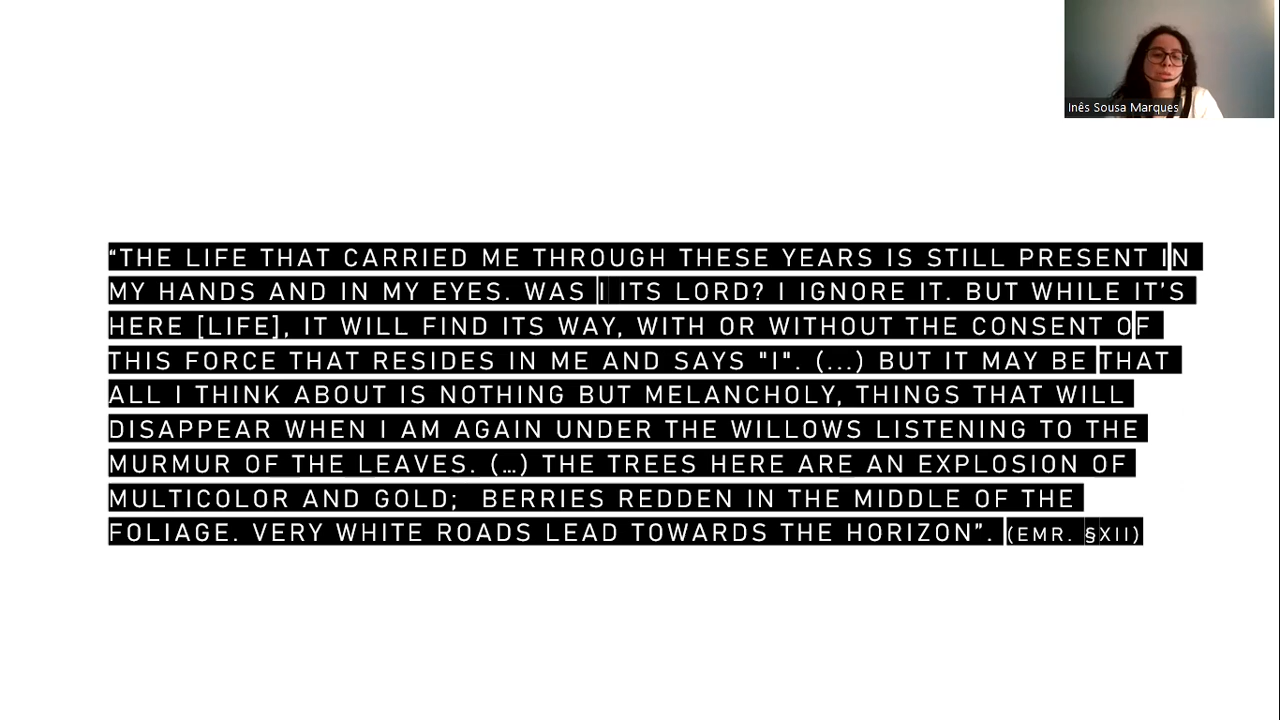 Inês Sousa Marques
“THE LIFE THAT CARRIED ME THROUGH THESE YEARS IS STILL PRESENT IN
MY HANDS AND IN MY EYES. WAS I ITS LORD? I IGNORE IT. BUT WHILE IT’S
HERE [LIFE], IT WILL FIND ITS WAY, WITH OR WITHOUT THE CONSENT OF
THIS FORCE THAT RESIDES IN ME AND SAYS "I". (...) BUT IT MAY BE THAT
ALL I THINK ABOUT IS NOTHING BUT MELANCHOLY, THINGS THAT WILL
DISAPPEAR WHEN I AM AGAIN UNDER THE WILLOWS LISTENING TO THE
MURMUR OF THE LEAVES. (…) THE TREES HERE ARE AN EXPLOSION OF
MULTICOLOR AND GOLD; BERRIES REDDEN IN THE MIDDLE OF THE
FOLIAGE. VERY WHITE ROADS LEAD TOWARDS THE HORIZON”. (EMR. §XII)